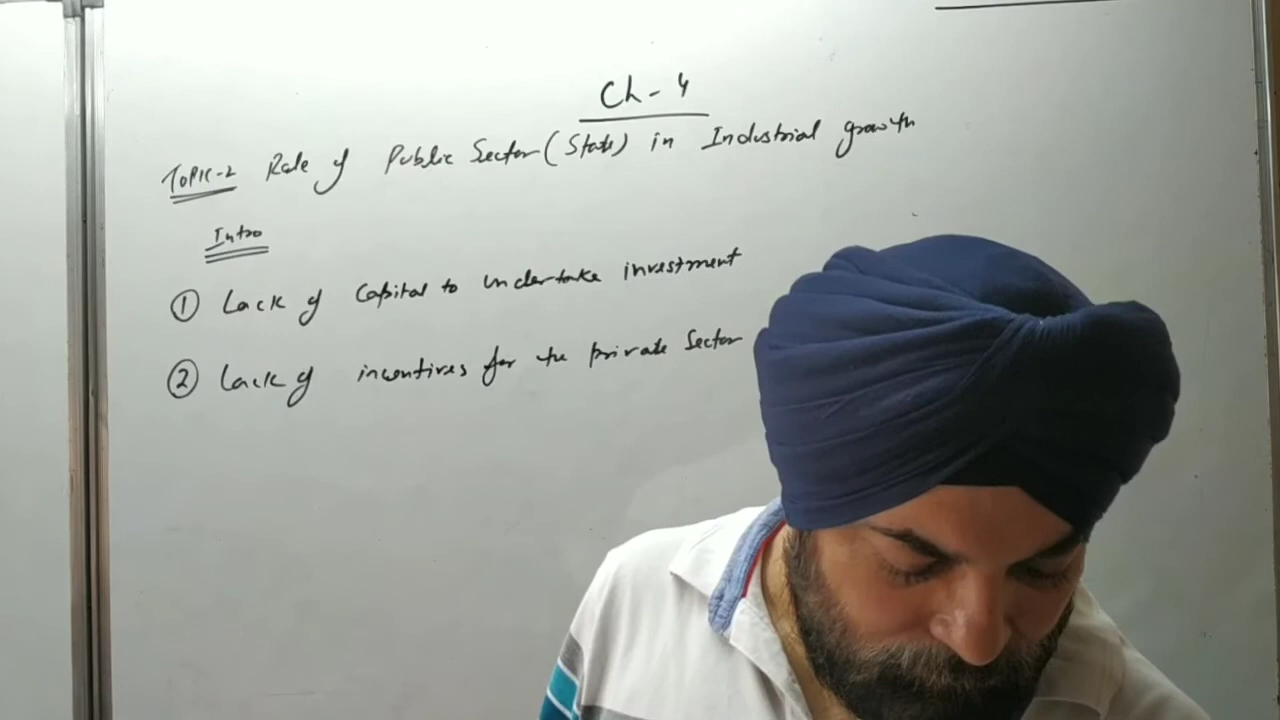 Ch - 4
Topic-2 Role of Public Sector (State) in Industrial growth
Intro
① Lack of Capital to undertake investment
② Lack of incentives for the private Sector